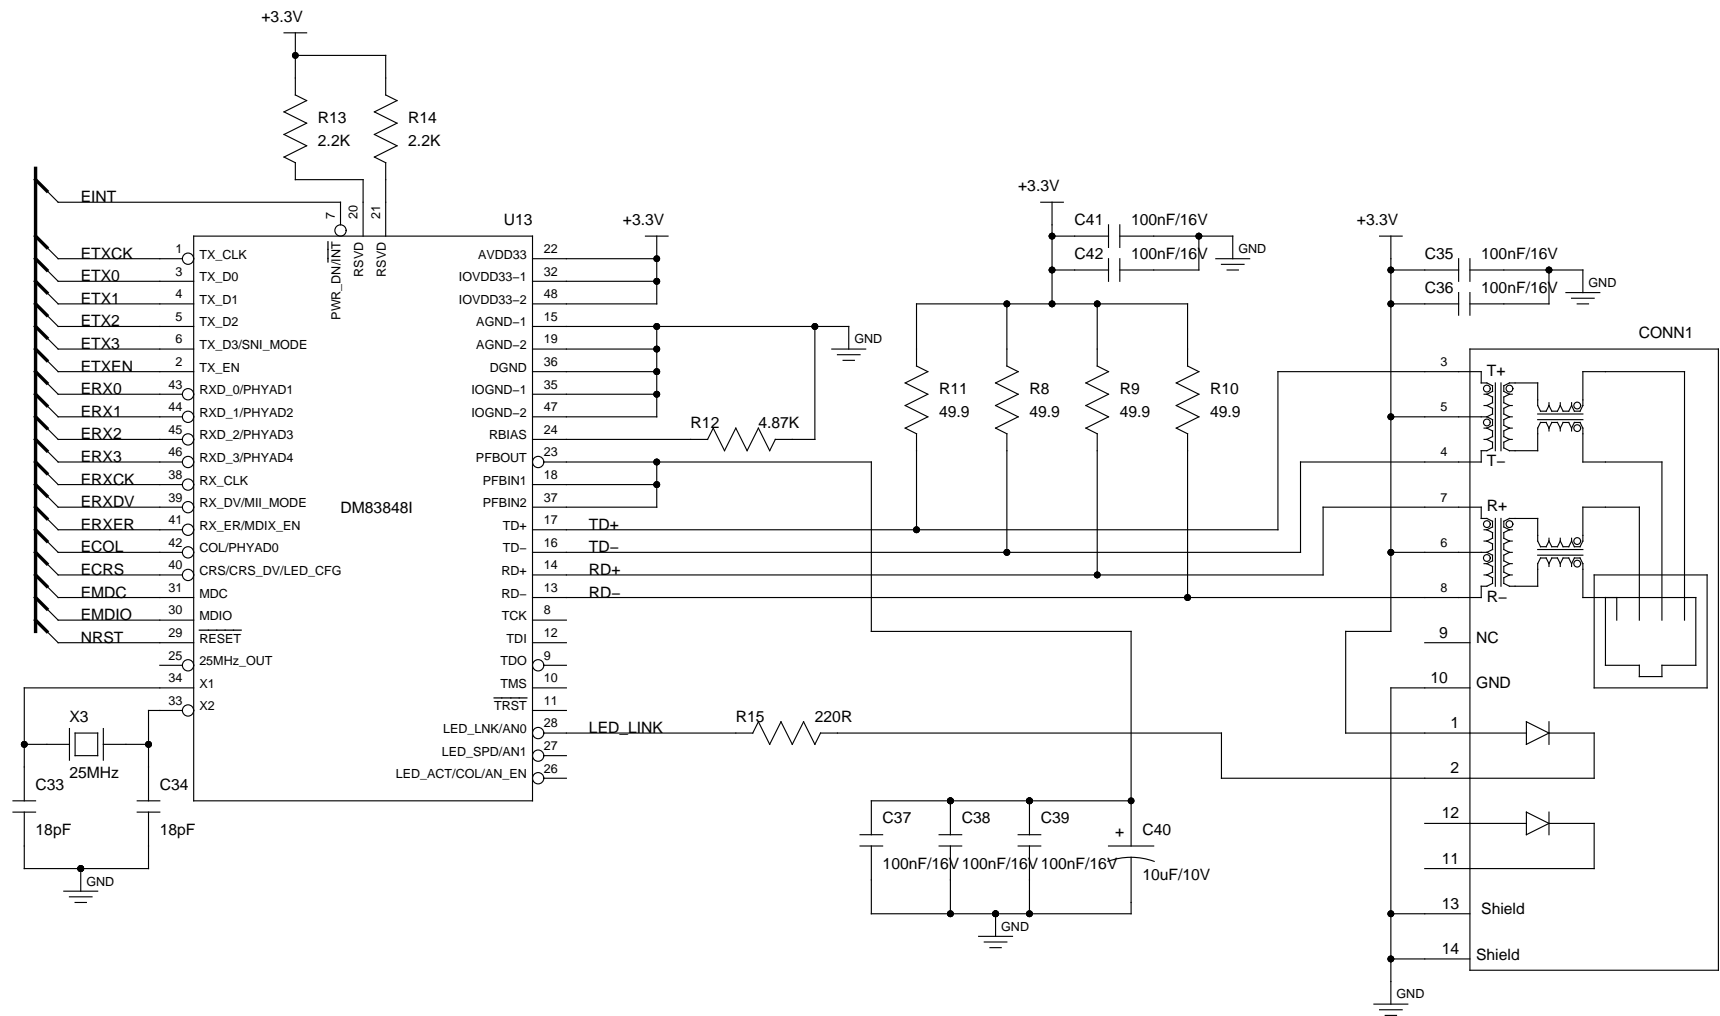 +3.3V
R13
2.2K
R14
2.2K
EINT
7
20
21
PWR_DN/INT
RSVD
RSVD
U13
DM83848I
ETXCK 1 TX_CLK
ETX0 3 TX_D0
ETX1 4 TX_D1
ETX2 5 TX_D2
ETX3 6 TX_D3/SNI_MODE
ETXEN 2 TX_EN
ERX0 43 RXD_0/PHYAD1
ERX1 44 RXD_1/PHYAD2
ERX2 45 RXD_2/PHYAD3
ERX3 46 RXD_3/PHYAD4
ERXCK 38 RX_CLK
ERXDV 39 RX_DV/MII_MODE
ERXER 41 RX_ER/MDIX_EN
ECOL 42 COL/PHYAD0
ECRS 40 CRS/CRS_DV/LED_CFG
EMDC 31 MDC
EMDIO 30 MDIO
NRST 29 RESET
25 25MHz_OUT
34 X1
33 X2
X3
25MHz
C33
18pF
C34
18pF
GND
+3.3V
AVDD33 22
IOVDD33−1 32
IOVDD33−2 48
AGND−1 15
AGND−2 19
DGND 36
IOGND−1 35
IOGND−2 47
RBIAS 24
PFBOUT 23
PFBIN1 18
PFBIN2 37
TD+ 17 TD+
TD− 16 TD−
RD+ 14 RD+
RD− 13 RD−
TCK 8
TDI 12
TDO 9
TMS 10
TRST 11
LED_LNK/AN0 28 LED_LINK
LED_SPD/AN1 27
LED_ACT/COL/AN_EN 26
GND
R12 4.87K
R15 220R
+3.3V
C41 100nF/16V
C42 100nF/16V
GND
R11
49.9
R8
49.9
R9
49.9
R10
49.9
C37
100nF/16V
C38
100nF/16V
C39
100nF/16V
+ C40
10uF/10V
GND
+3.3V
C35 100nF/16V
C36 100nF/16V
GND
CONN1
3 T+
5
4 T−
7 R+
6
8 R−
9 NC
10 GND
1
2
12
11
13 Shield
14 Shield
GND